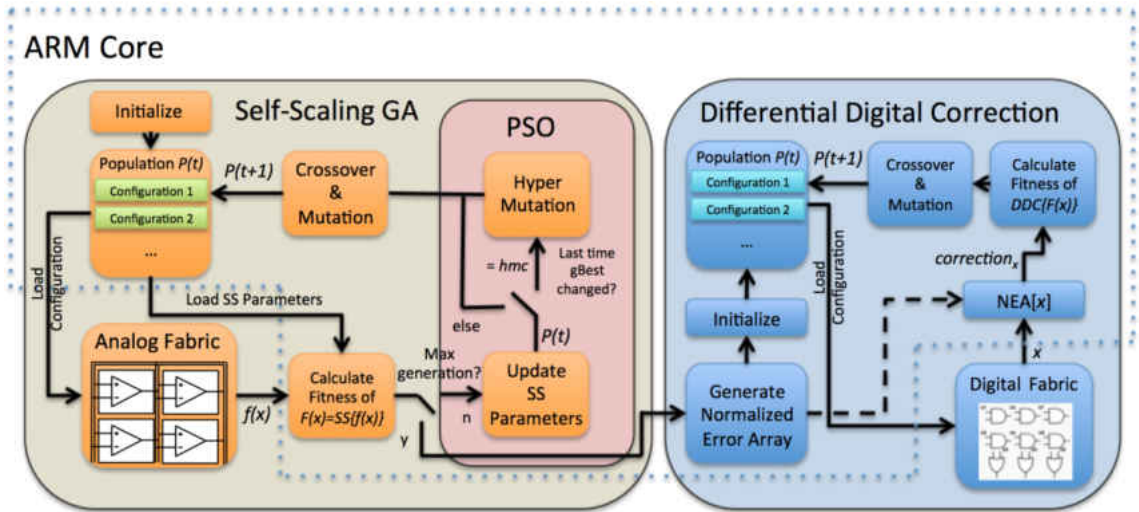 ARM Core
Self-Scaling GA
Initialize
Population P(t)
Configuration 1
Configuration 2
...
P(t+1)
Crossover
&
Mutation
PSO
Hyper
Mutation
= hmc
Last time
gBest
changed?
Load
Configuration
Load SS Parameters
else
P(t)
Analog Fabric
f(x)
Calculate
Fitness of
F(x)=SS{f(x)}
Max
generation?
n
y
Update
SS
Parameters
Differential Digital Correction
Population P(t)
Configuration 1
Configuration 2
...
P(t+1)
Crossover
&
Mutation
Calculate
Fitness of
DDC{F(x)}
Load
Configuration
correctionx
NEA[x]
Initialize
x
Generate
Normalized
Error Array
Digital Fabric